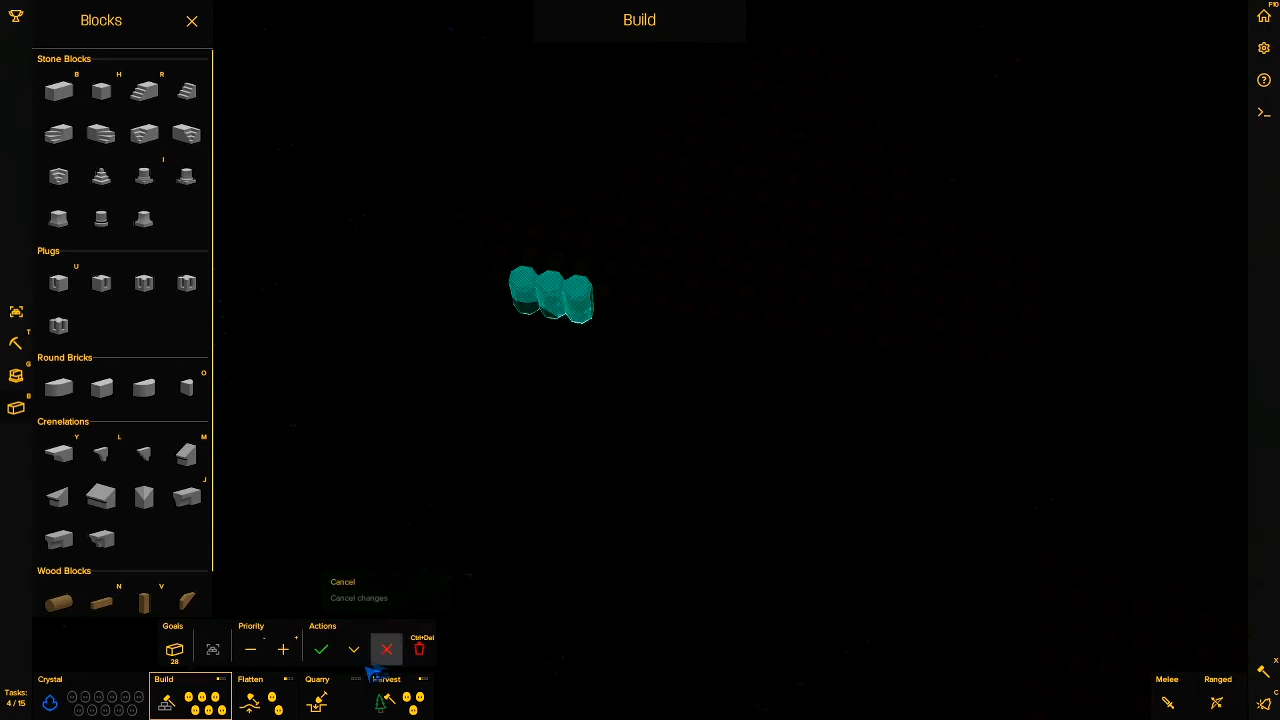 F10
Blocks
Build
Stone Blocks
B
H
R
I
Plugs
U
Round Bricks
T
G
O
B
Crenelations
Y
L
M
J
Wood Blocks
N
V
Cancel
Cancel changes
Goals
Priority
Actions
- +
Ctrl+Del
28
X
Crystal
Build
Flatten
Quarry
Harvest
Melee
Ranged
Tasks:
4 / 15
C